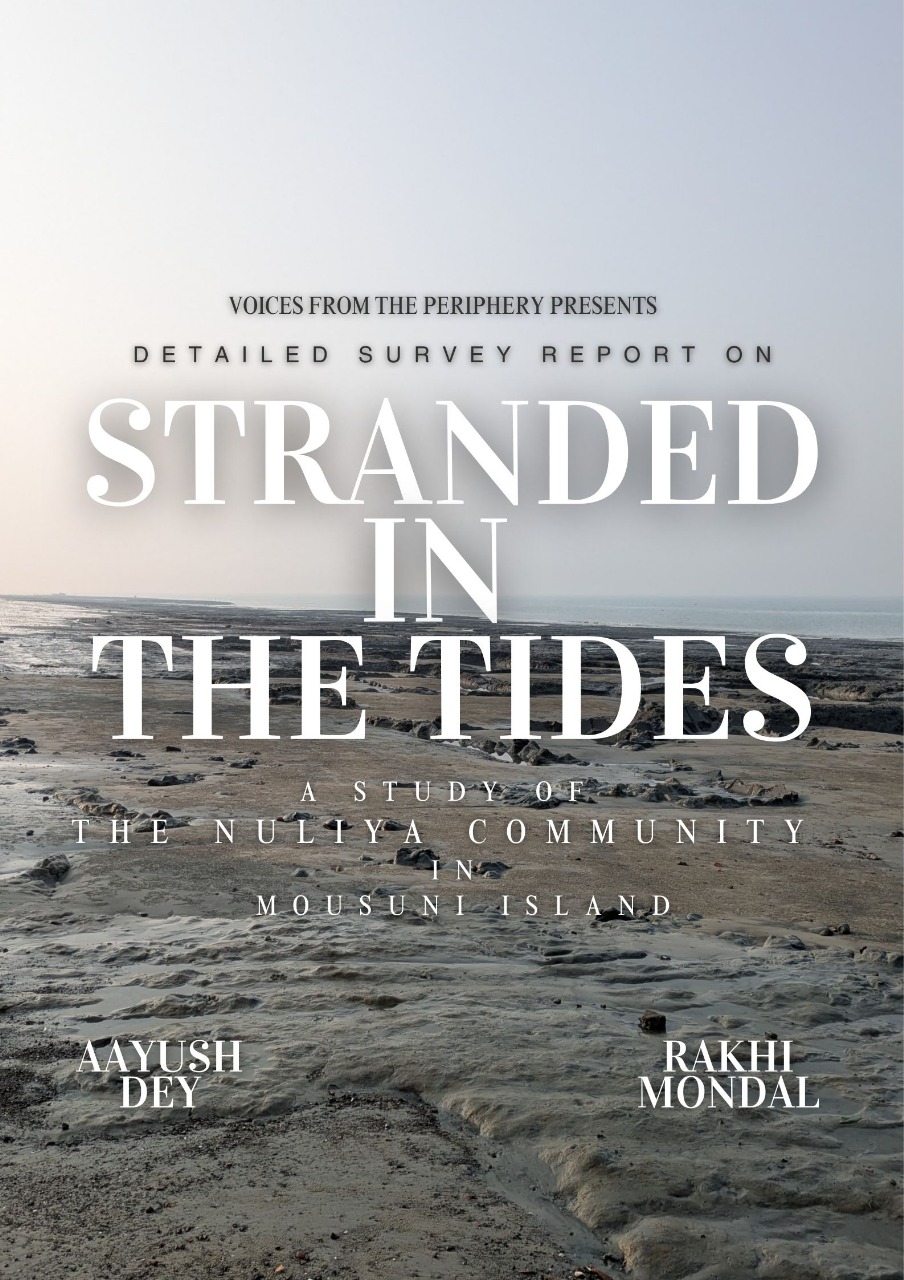 VOICES FROM THE PERIPHERY PRESENTS
DETAILED SURVEY REPORT ON
STRANDED
IN
THE TIDES
A STUDY OF
THE NULIYA COMMUNITY
IN
MOUSUNI ISLAND
AAYUSH
DEY
RAKHI
MONDAL